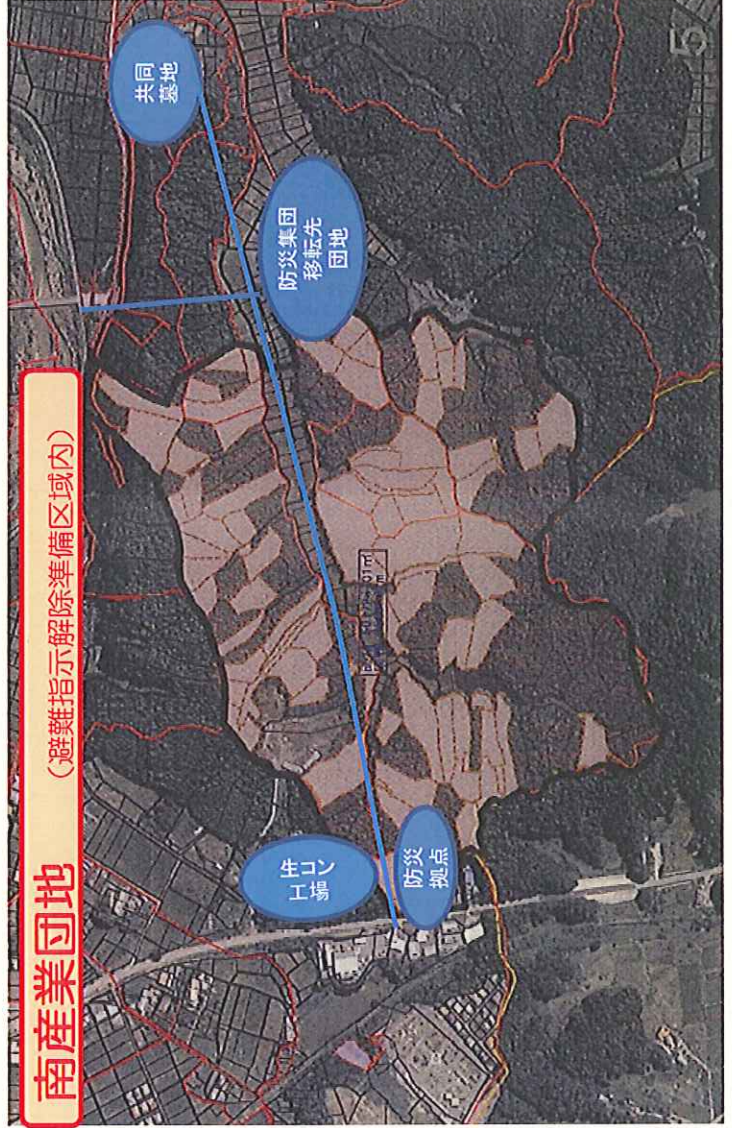 南産業団地 (避難指示解除準備区域内)
共同
墓地
防災集団
移転先
団地
生コン
工場
防災
拠点
5